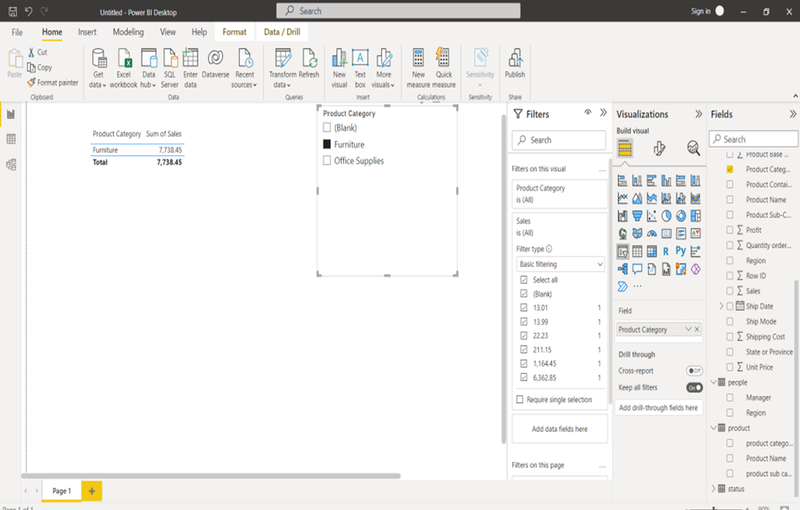 Untitled - Power BI Desktop
Search
Sign in
File
Home
Insert
Modeling
View
Help
Format
Data / Drill
Paste
Cut
Copy
Format painter
Clipboard
Get data
Excel workbook
Data hub
SQL Server
Enter data
Dataverse
Recent sources
Data
Transform data
Refresh
Queries
New visual
Text box
More visuals
Insert
New measure
Quick measure
Calculations
Sensitivity
Sensitivity
Publish
Share
Product Category Sum of Sales
Furniture 7,738.45
Total 7,738.45
Product Category
(Blank)
Furniture
Office Supplies
Filters
Search
Filters on this visual ...
Product Category
is (All)
Sales
is (All)
Filter type
Basic filtering
Select all
(Blank)
13.01 1
13.99 1
22.23 1
211.15 1
1,164.45 1
6,362.85 1
Require single selection
Add data fields here
Filters on this page ...
Visualizations
Build visual
R Py
...
Field
Product Category
Drill through
Cross-report Off
Keep all filters On
Add drill-through fields here
Fields
Search
Product Base ...
Product Categ...
Product Contai...
Product Name
Product Sub-C...
Profit
Quantity order...
Region
Row ID
Sales
Ship Date
Ship Mode
Shipping Cost
State or Province
Unit Price
people
Manager
Region
product
product catego...
Product Name
product sub ca...
status
Page 1
Page 1 of 1
90%